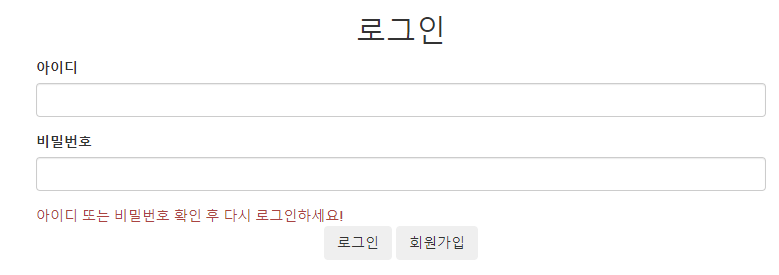 로그인
아이디
비밀번호
아이디 또는 비밀번호 확인 후 다시 로그인하세요!
로그인 회원가입